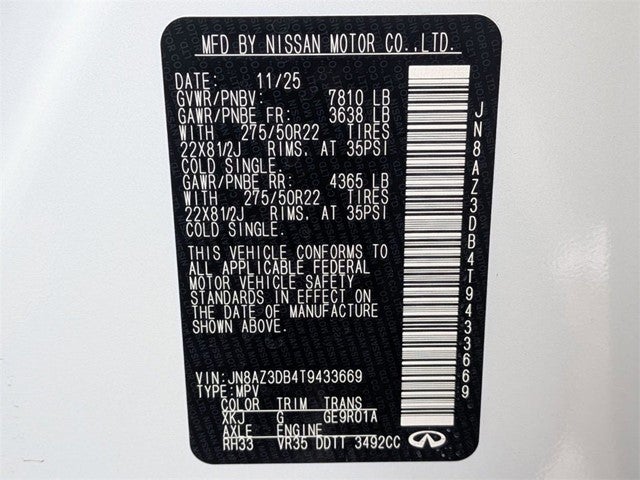 MFD BY NISSAN MOTOR CO.,LTD.
DATE: 11/25
GVWR/PNBV: 7810 LB
GAWR/PNBE FR: 3638 LB
WITH 275/50R22 TIRES
22X81/2J RIMS. AT 35PSI
COLD SINGLE.
GAWR/PNBE RR: 4365 LB
WITH 275/50R22 TIRES
22X81/2J RIMS. AT 35PSI
COLD SINGLE.
THIS VEHICLE CONFORMS TO
ALL APPLICABLE FEDERAL
MOTOR VEHICLE SAFETY
STANDARDS IN EFFECT ON
THE DATE OF MANUFACTURE
SHOWN ABOVE.
VIN: JN8AZ3DB4T9433669
TYPE: MPV
COLOR TRIM TRANS
XKJ G GE9R01A
AXLE ENGINE
RH33 VR35 DDTT 3492CC
JN8AZ3DB4T9433669